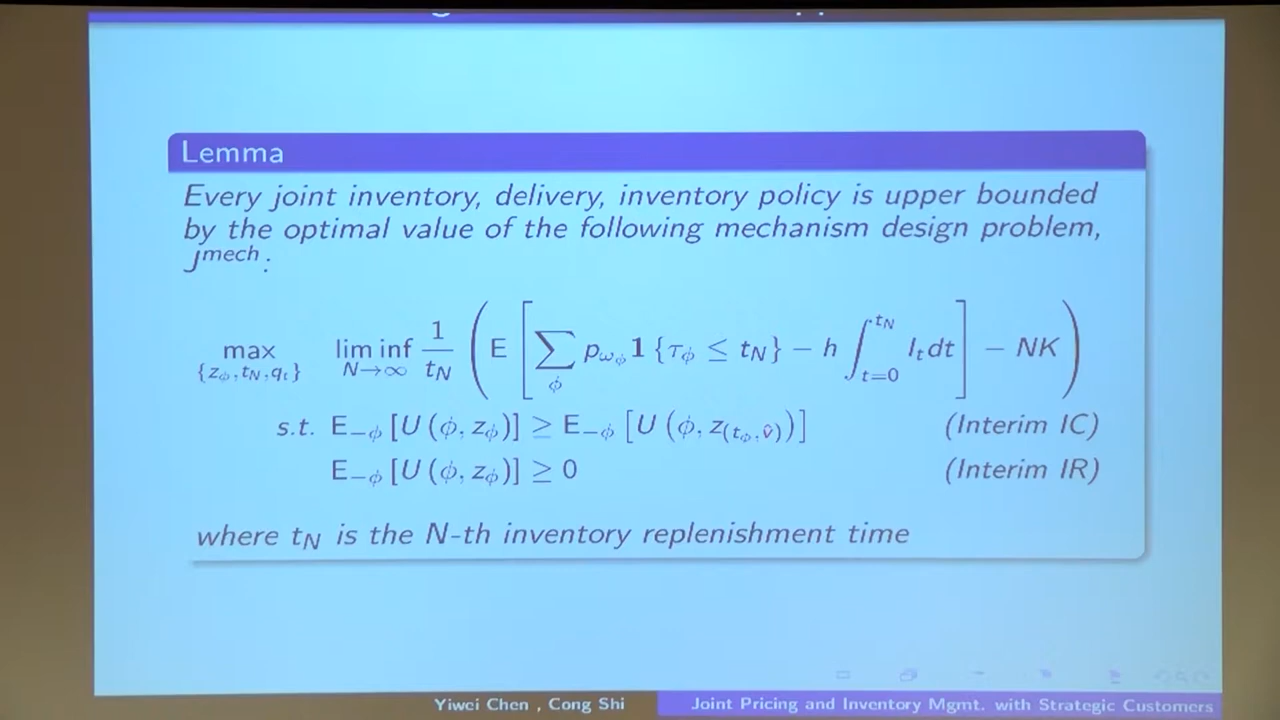 Lemma
Every joint inventory, delivery, inventory policy is upper bounded
by the optimal value of the following mechanism design problem,
J^mech:
max_{z_ϕ, t_N, q_t} lim inf_{N→∞} 1/t_N ( E [ ∑_ϕ p_{ω_ϕ} 1 {τ_ϕ ≤ t_N} − h ∫_{t=0}^{t_N} I_t dt ] − NK )
s.t. E_{−ϕ} [U (ϕ, z_ϕ)] ≥ E_{−ϕ} [U (ϕ, z_{(t_ϕ, v̂)})] (Interim IC)
E_{−ϕ} [U (ϕ, z_ϕ)] ≥ 0 (Interim IR)
where t_N is the N-th inventory replenishment time
Yiwei Chen , Cong Shi Joint Pricing and Inventory Mgmt. with Strategic Customers